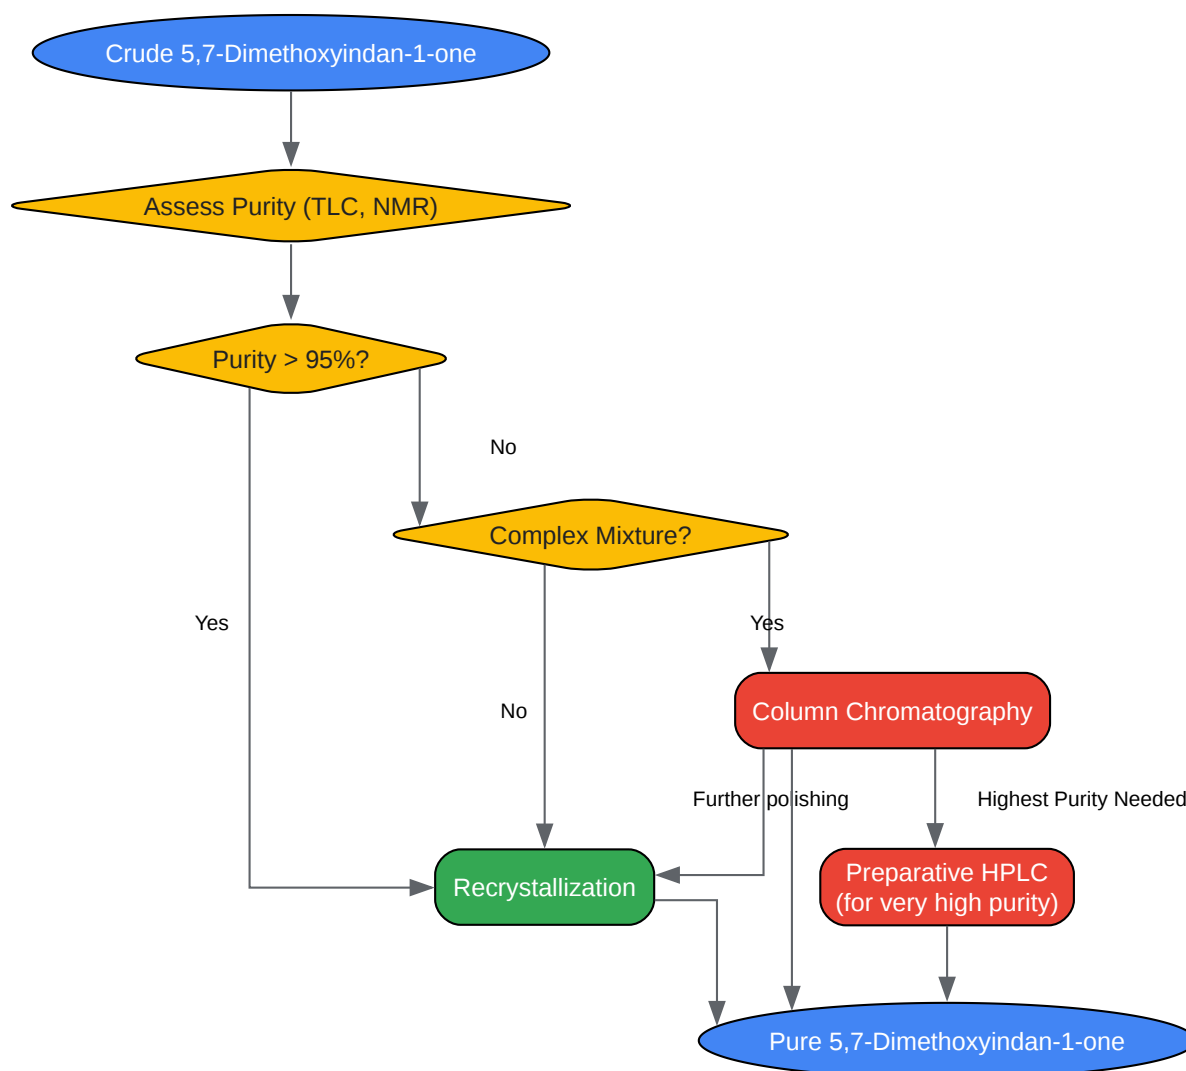 Crude 5,7-Dimethoxyindan-1-one
Assess Purity (TLC, NMR)
Purity > 95%?
No
Complex Mixture?
Yes
Yes
No
Column Chromatography
Further polishing
Highest Purity Needed
Recrystallization
Preparative HPLC
(for very high purity)
Pure 5,7-Dimethoxyindan-1-one